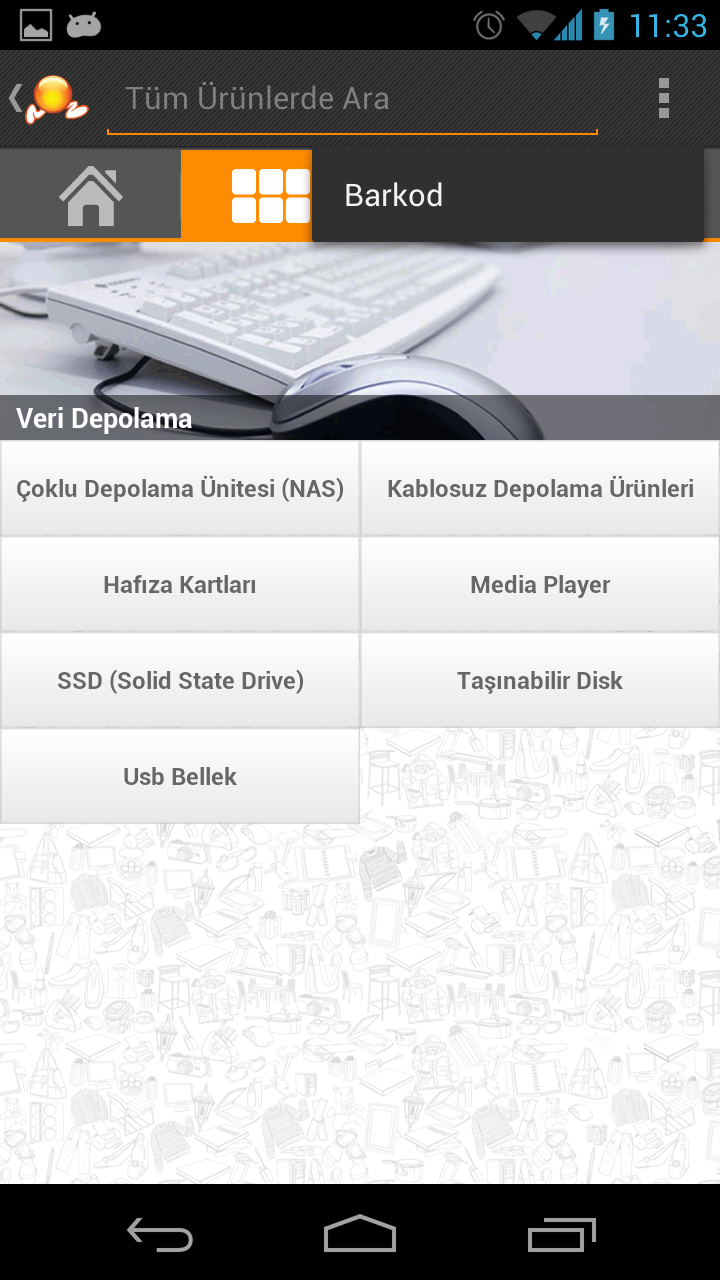 11:33
Tüm Ürünlerde Ara
Barkod
Veri Depolama
Çoklu Depolama Ünitesi (NAS)
Kablosuz Depolama Ürünleri
Hafıza Kartları
Media Player
SSD (Solid State Drive)
Taşınabilir Disk
Usb Bellek